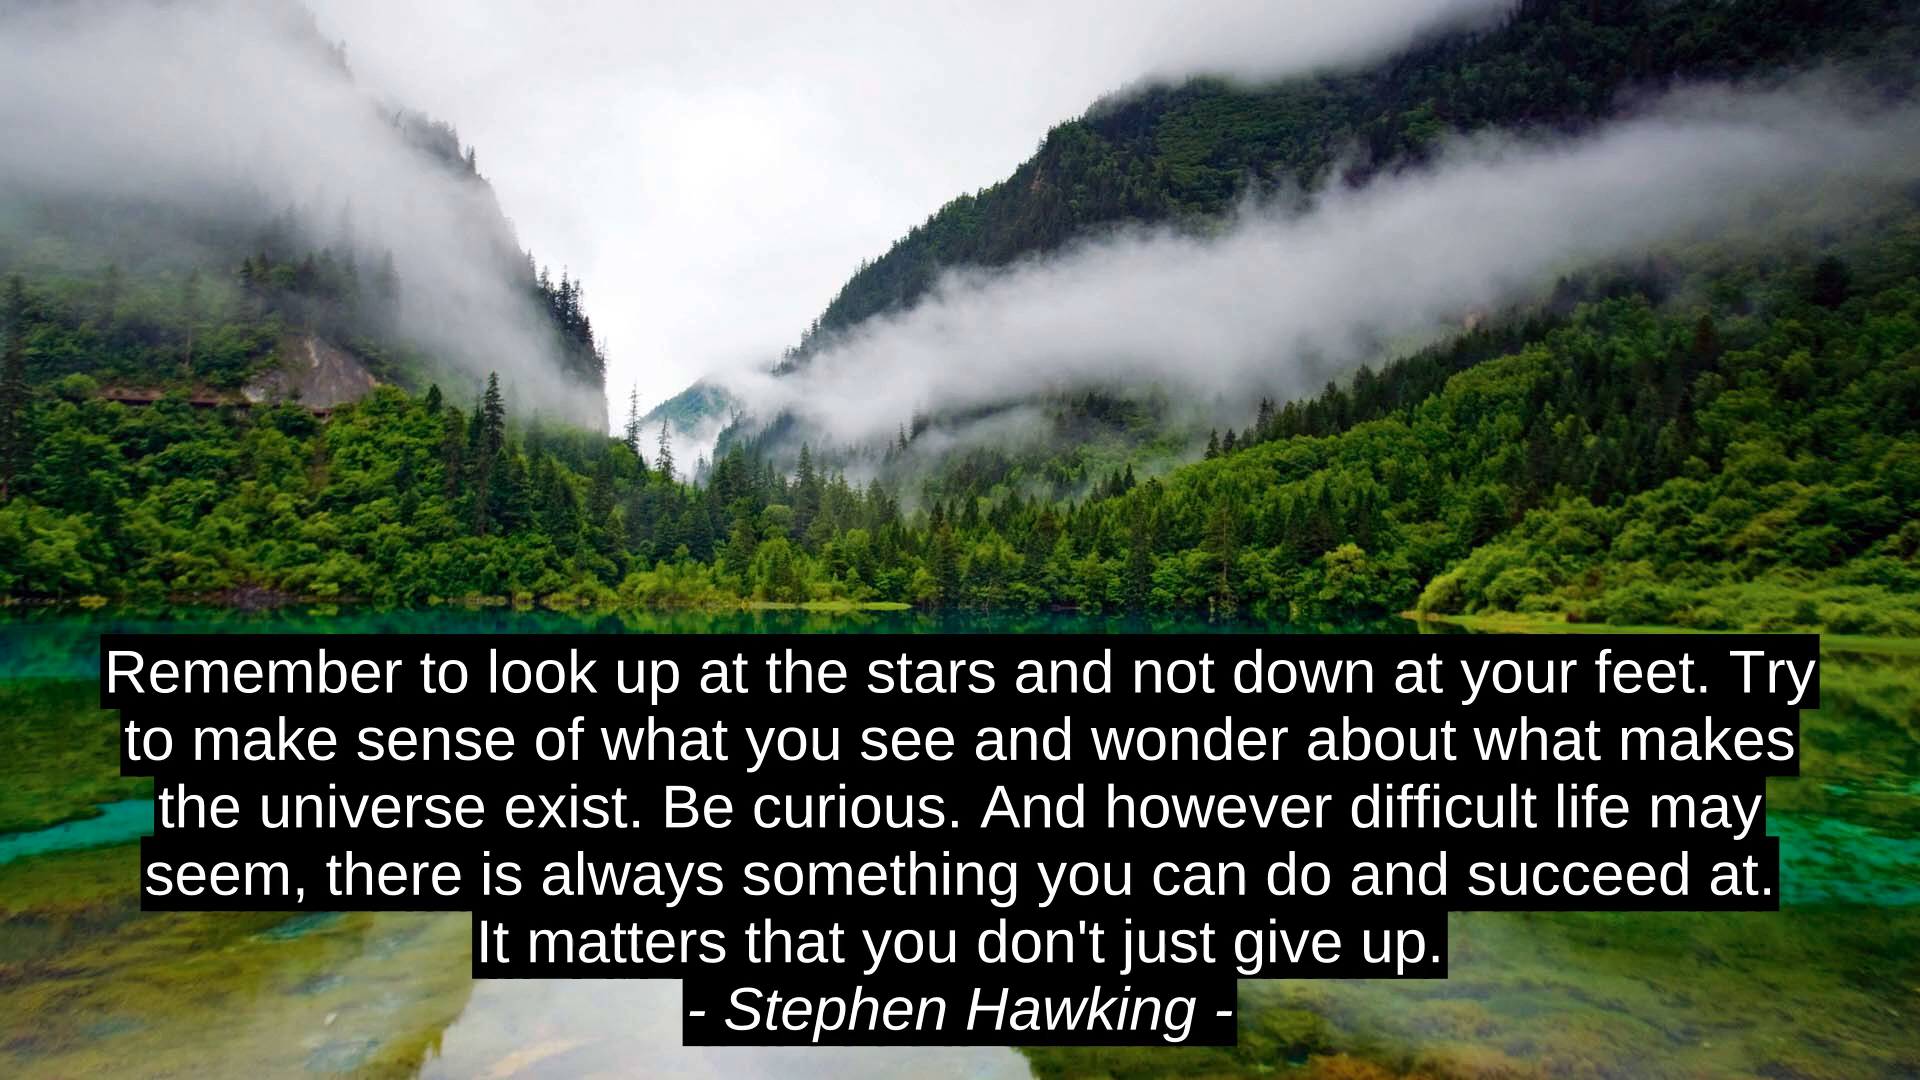 Remember to look up at the stars and not down at your feet. Try
to make sense of what you see and wonder about what makes
the universe exist. Be curious. And however difficult life may
seem, there is always something you can do and succeed at.
It matters that you don't just give up.
- Stephen Hawking -